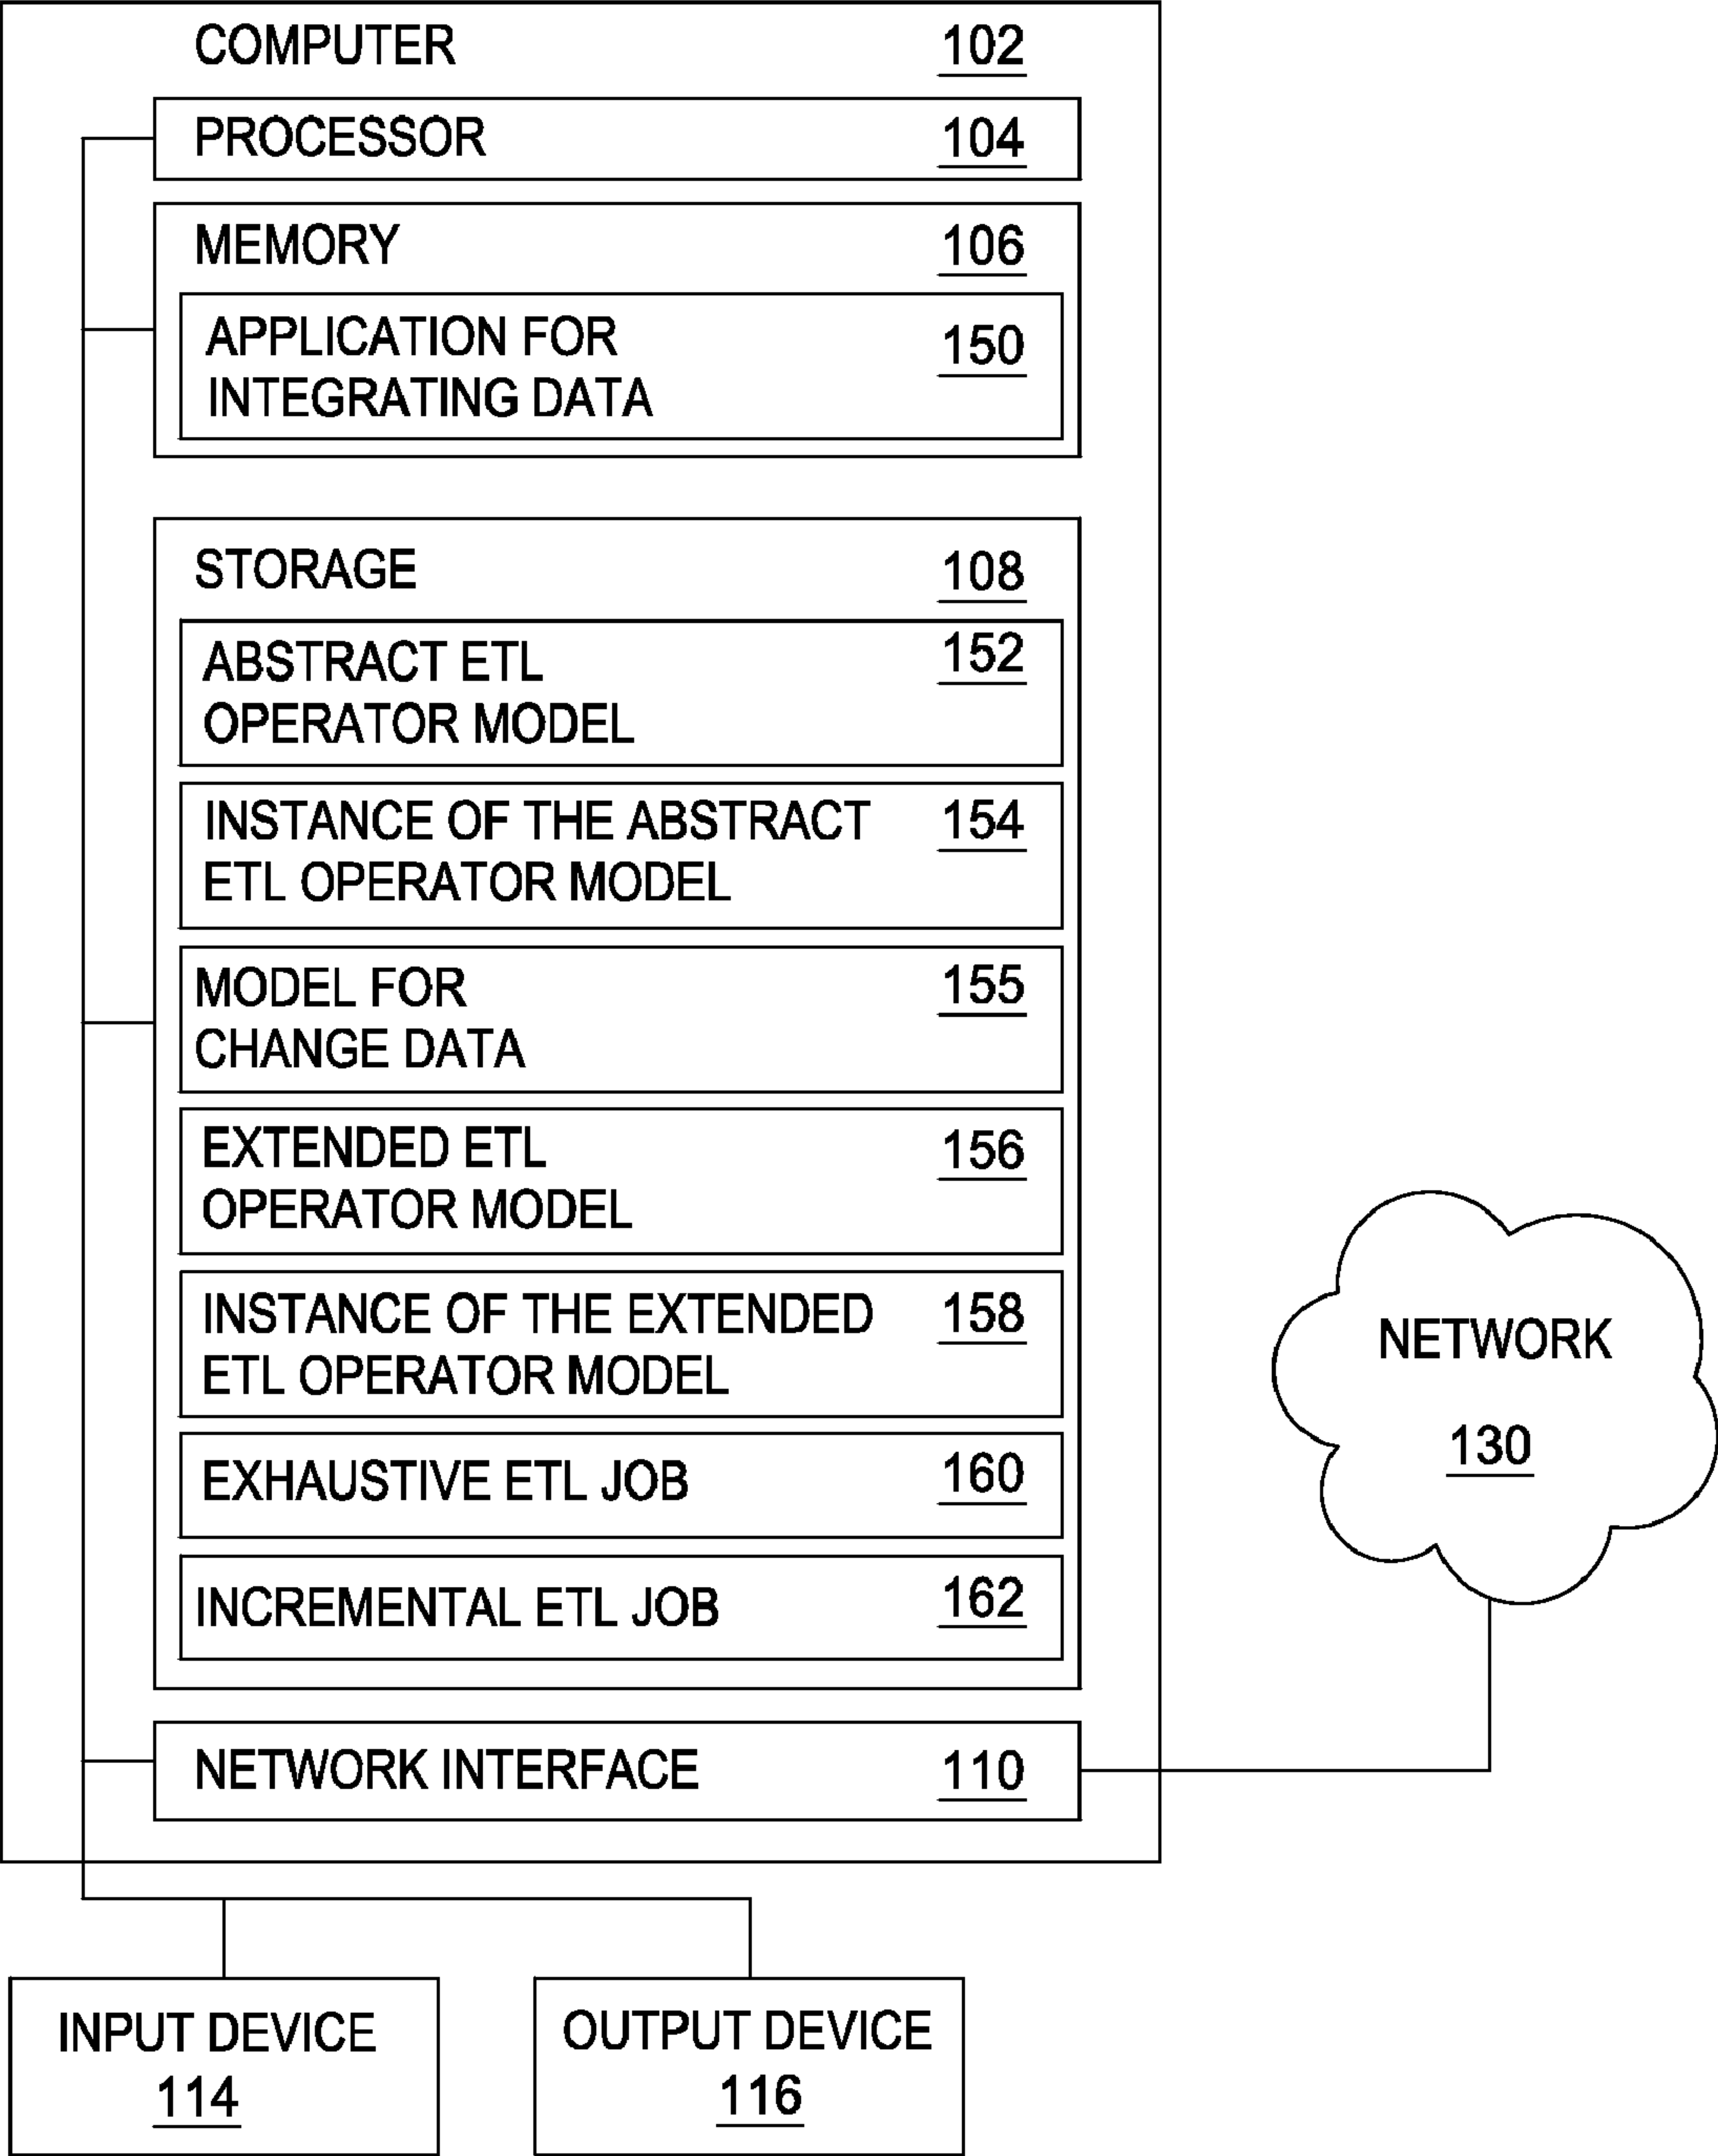 COMPUTER 102
PROCESSOR 104
MEMORY 106
APPLICATION FOR 150
INTEGRATING DATA
STORAGE 108
ABSTRACT ETL 152
OPERATOR MODEL
INSTANCE OF THE ABSTRACT 154
ETL OPERATOR MODEL
MODEL FOR 155
CHANGE DATA
EXTENDED ETL 156
OPERATOR MODEL
INSTANCE OF THE EXTENDED 158
ETL OPERATOR MODEL
EXHAUSTIVE ETL JOB 160
INCREMENTAL ETL JOB 162
NETWORK INTERFACE 110
NETWORK
130
INPUT DEVICE
114
OUTPUT DEVICE
116